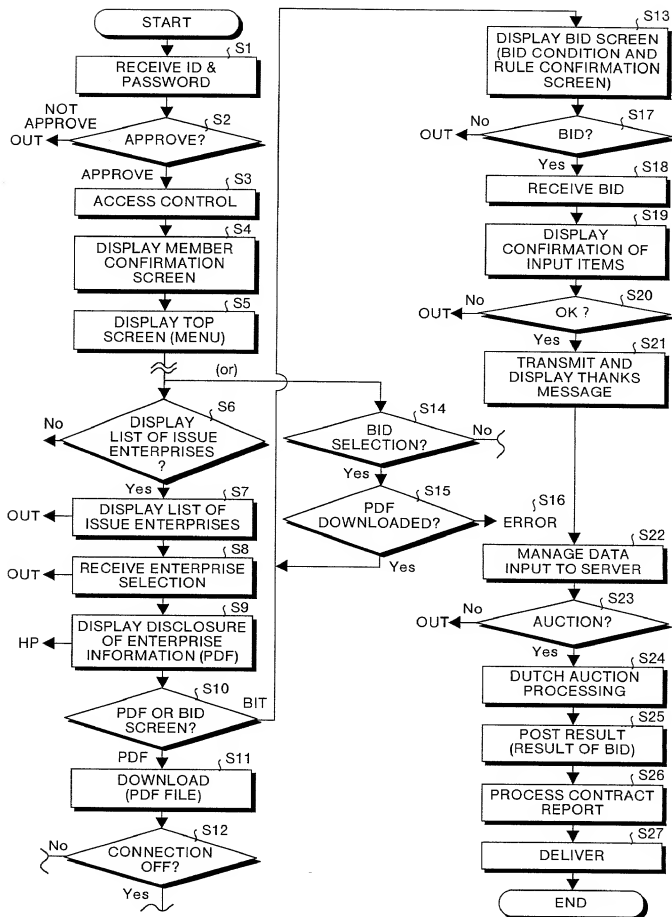 START
S1
RECEIVE ID &
PASSWORD
S2
NOT
APPROVE
OUT
APPROVE?
APPROVE
S3
ACCESS CONTROL
S4
DISPLAY MEMBER
CONFIRMATION
SCREEN
S5
DISPLAY TOP
SCREEN (MENU)
(or)
S6
No
DISPLAY
LIST OF ISSUE
ENTERPRISES
?
Yes
S7
OUT
DISPLAY LIST OF
ISSUE ENTERPRISES
S8
OUT
RECEIVE ENTERPRISE
SELECTION
S9
HP
DISPLAY DISCLOSURE
OF ENTERPRISE
INFORMATION (PDF)
S10
PDF OR BID
SCREEN?
BIT
PDF
S11
DOWNLOAD
(PDF FILE)
S12
No
CONNECTION
OFF?
Yes
S14
BID
SELECTION?
No
Yes
S15
PDF
DOWNLOADED?
S16
ERROR
Yes
S13
DISPLAY BID SCREEN
(BID CONDITION AND
RULE CONFIRMATION
SCREEN)
S17
No
OUT
BID?
Yes
S18
RECEIVE BID
S19
DISPLAY
CONFIRMATION OF
INPUT ITEMS
S20
No
OUT
OK ?
Yes
S21
TRANSMIT AND
DISPLAY THANKS
MESSAGE
S22
MANAGE DATA
INPUT TO SERVER
S23
No
OUT
AUCTION?
Yes
S24
DUTCH AUCTION
PROCESSING
S25
POST RESULT
(RESULT OF BID)
S26
PROCESS CONTRACT
REPORT
S27
DELIVER
END